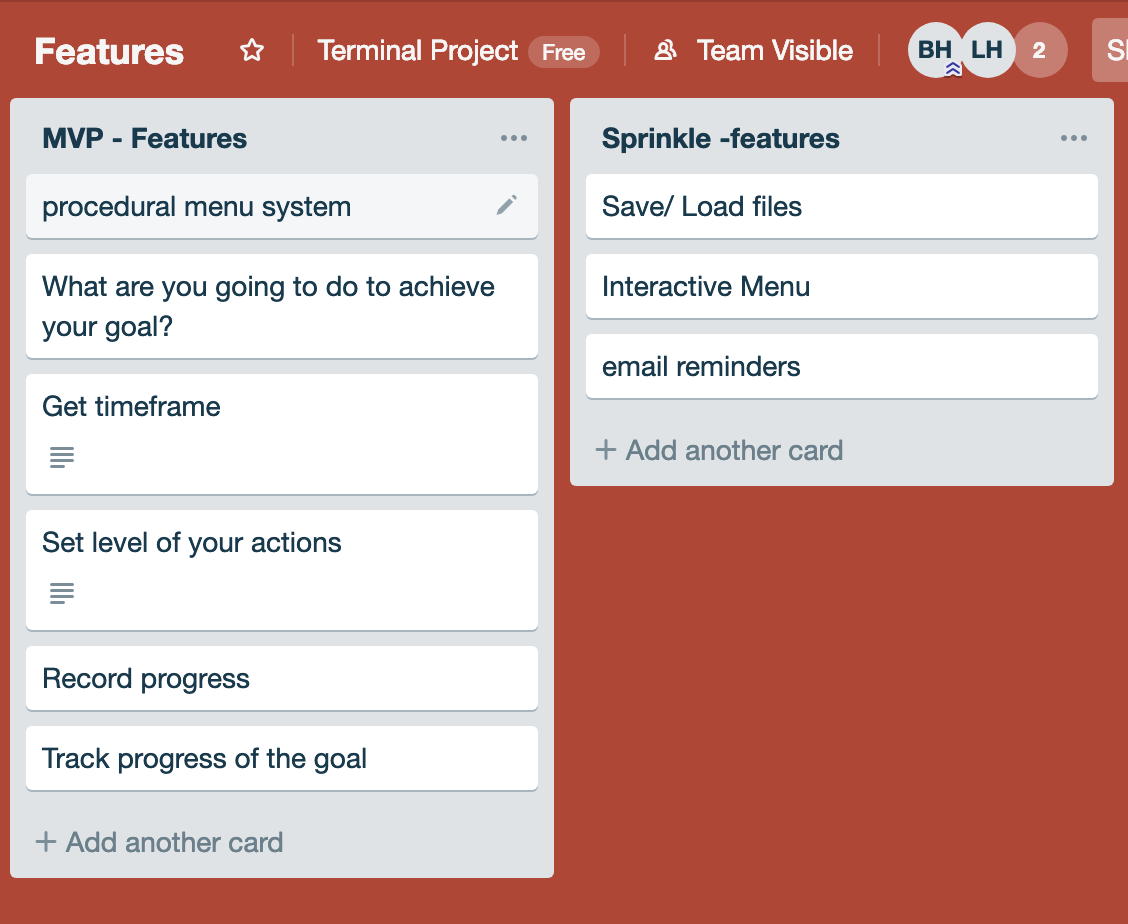 Features
Terminal Project Free
Team Visible
BH LH 2
MVP - Features
procedural menu system
What are you going to do to achieve
your goal?
Get timeframe
Set level of your actions
Record progress
Track progress of the goal
+ Add another card
Sprinkle -features
Save/ Load files
Interactive Menu
email reminders
+ Add another card